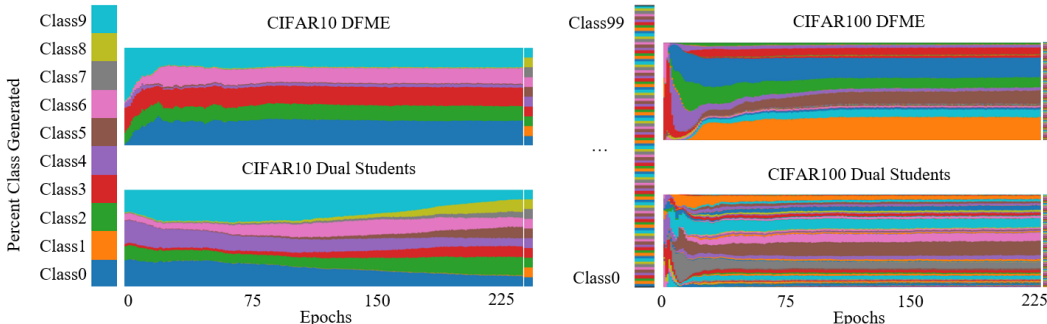 CIFAR10 DFME
Percent Class Generated
Class9
Class8
Class7
Class6
Class5
Class4
Class3
Class2
Class1
Class0
CIFAR10 Dual Students
0 75 150 225
Epochs
CIFAR100 DFME
Class99
...
Class0
CIFAR100 Dual Students
0 75 150 225
Epochs